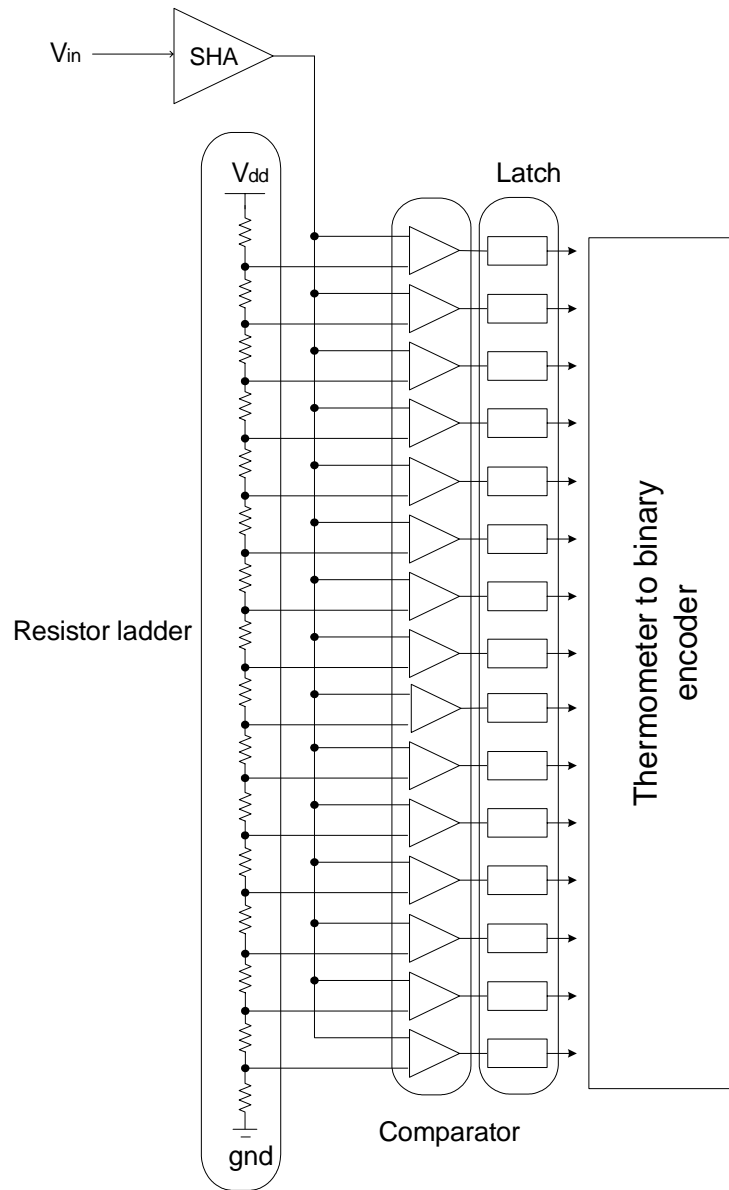 Vin
SHA
Vdd
Latch
Resistor ladder
Thermometer to binary
encoder
Comparator
gnd